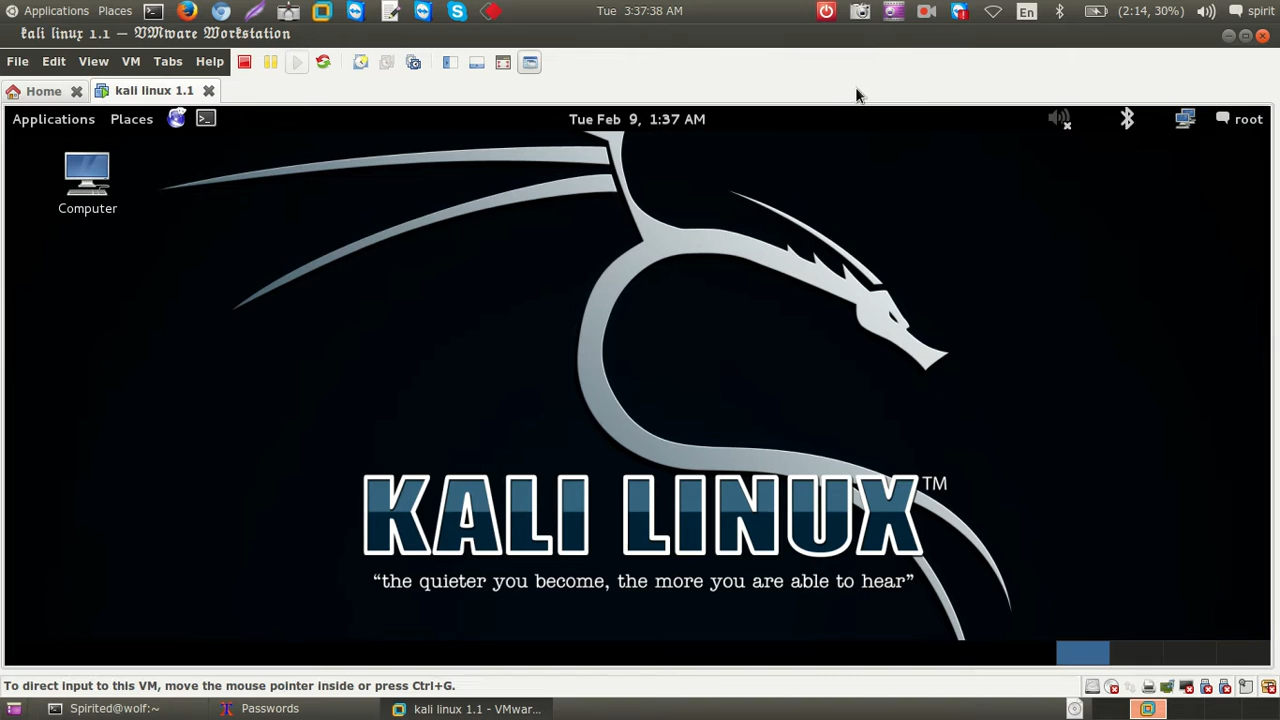 Applications Places Tue 3:37:38 AM En (2:14, 30%) spirit
kali linux 1.1 — VMware Workstation
File Edit View VM Tabs Help
Home kali linux 1.1
Applications Places Tue Feb 9, 1:37 AM root
Computer
KALI LINUX™
“the quieter you become, the more you are able to hear”
To direct input to this VM, move the mouse pointer inside or press Ctrl+G.
Spirited@wolf:~ Passwords kali linux 1.1 - VMwar...